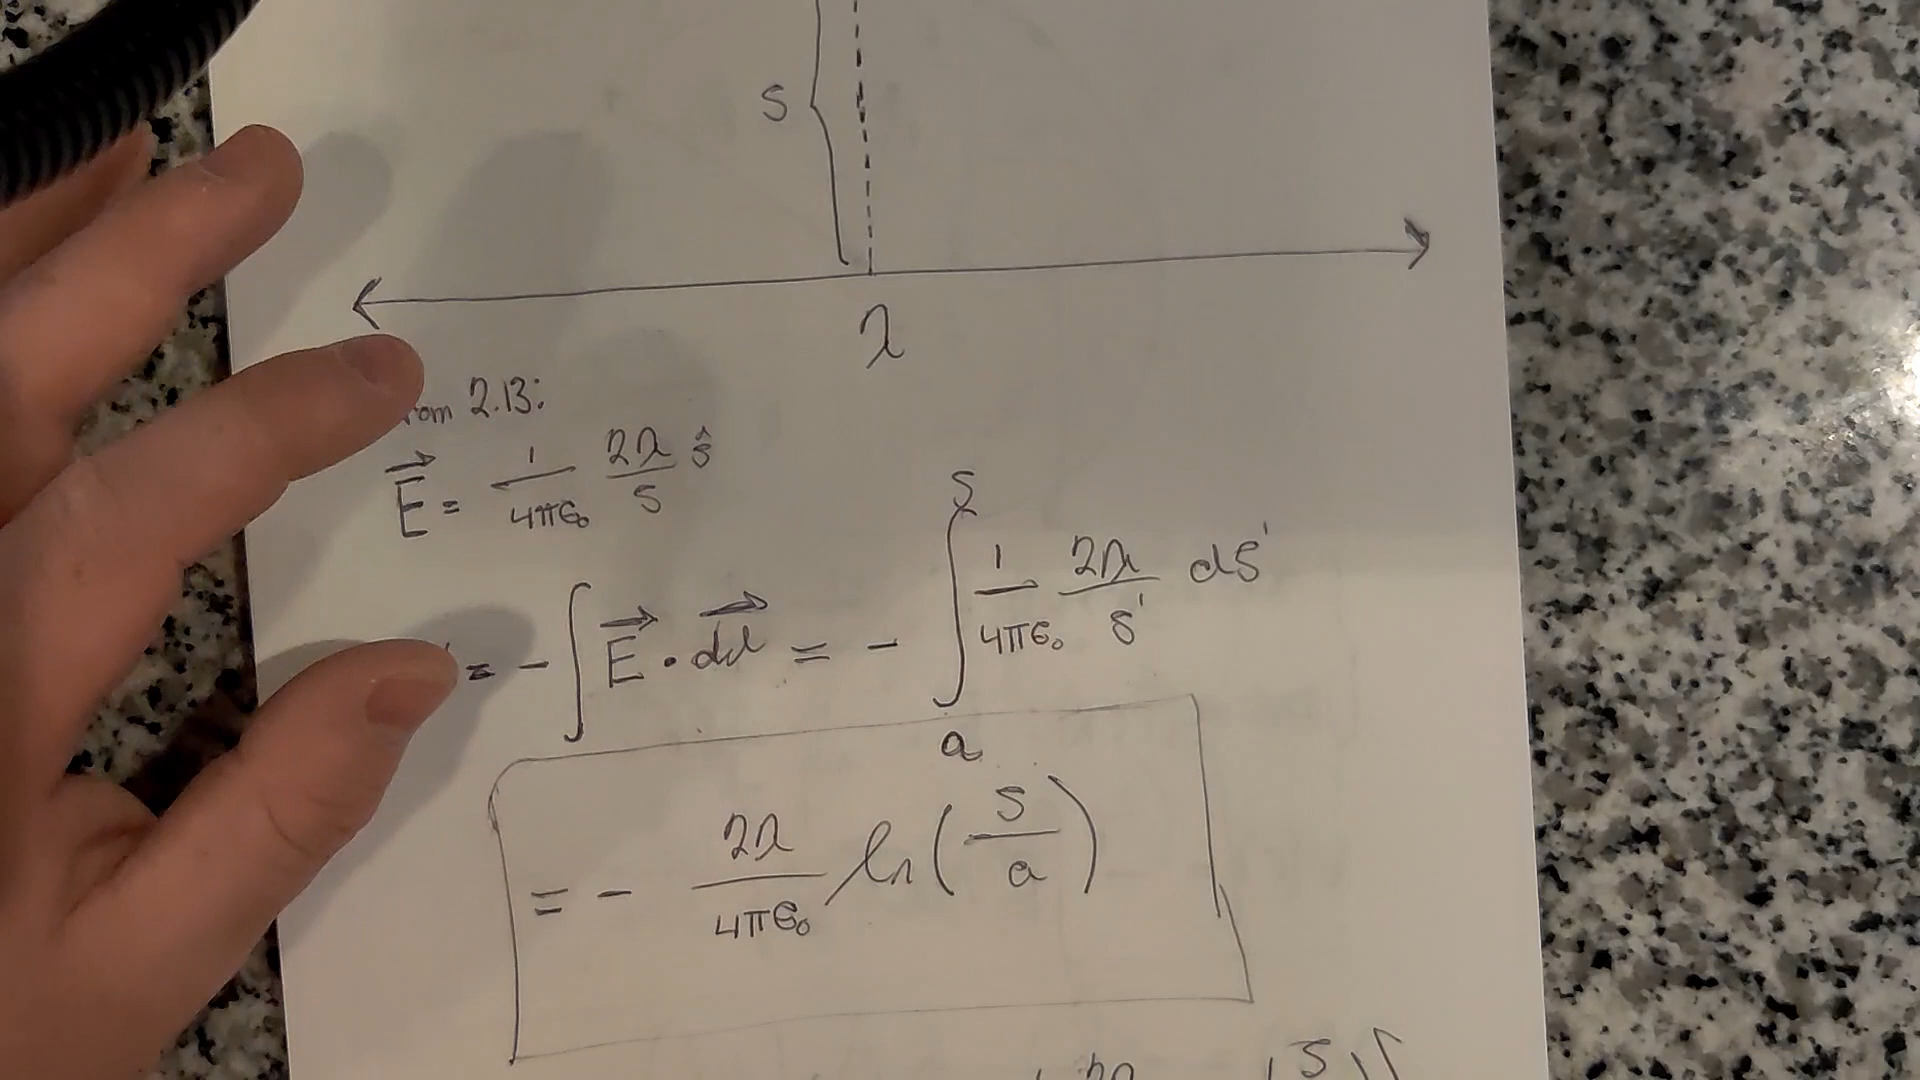 s
λ
rom 2.13:
E⃗ = 1/4πϵ₀ 2λ/s ŝ
= - ∫ E⃗ · dl⃗ = - ∫ₐˢ 1/4πϵ₀ 2λ/s' ds'
= - 2λ/4πϵ₀ ln(s/a)